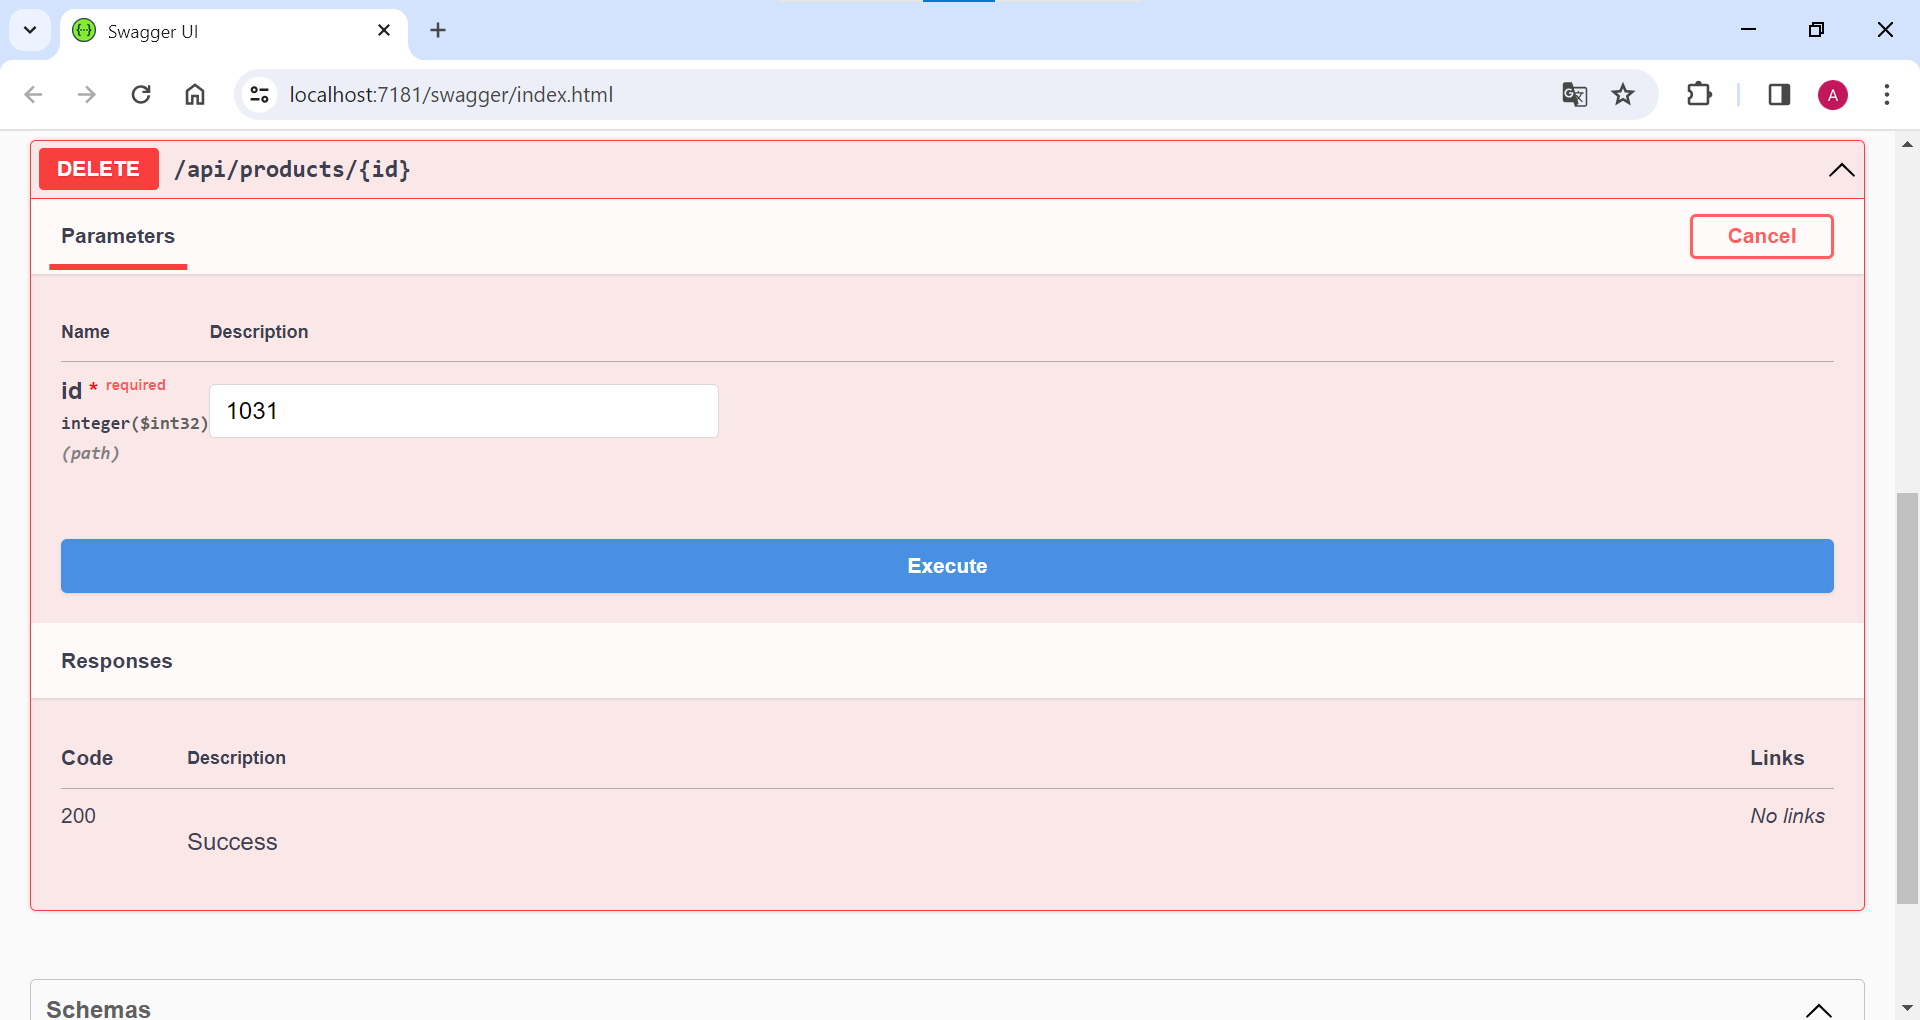 Swagger UI
localhost:7181/swagger/index.html
A
DELETE /api/products/{id}
Parameters
Cancel
Name Description
id * required
integer($int32)
(path)
1031
Execute
Responses
Code Description Links
200 No links
Success
Schemas